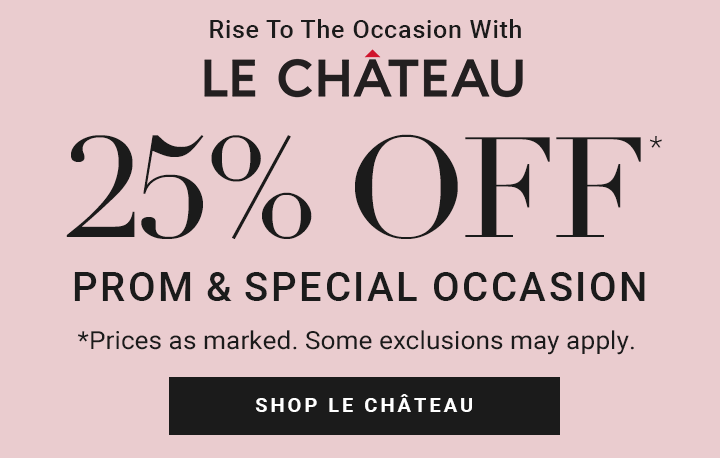 Rise To The Occasion With
LE CHÂTEAU
25% OFF*
PROM & SPECIAL OCCASION
*Prices as marked. Some exclusions may apply.
SHOP LE CHÂTEAU